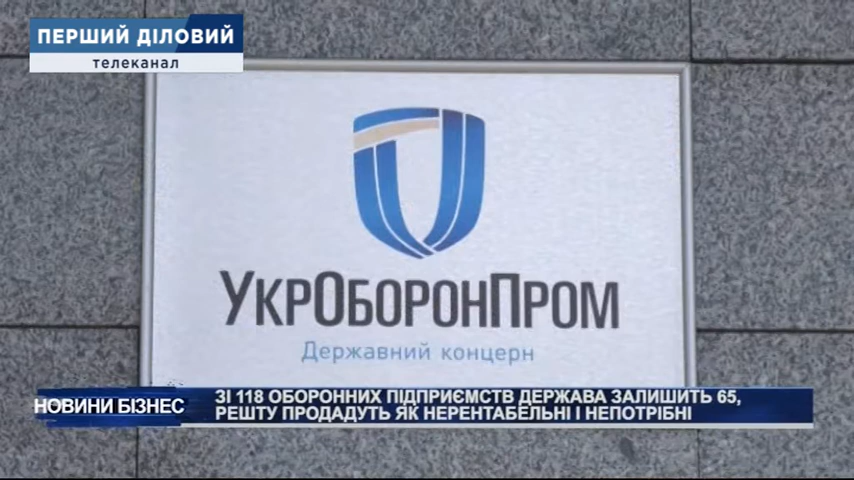 ПЕРШИЙ ДІЛОВИЙ
телеканал
УКРОБОРОНПРОМ
Державний концерн
НОВИНИ БІЗНЕС
ЗІ 118 ОБОРОННИХ ПІДПРИЄМСТВ ДЕРЖАВА ЗАЛИШИТЬ 65,
РЕШТУ ПРОДАДУТЬ ЯК НЕРЕНТАБЕЛЬНІ І НЕПОТРІБНІ